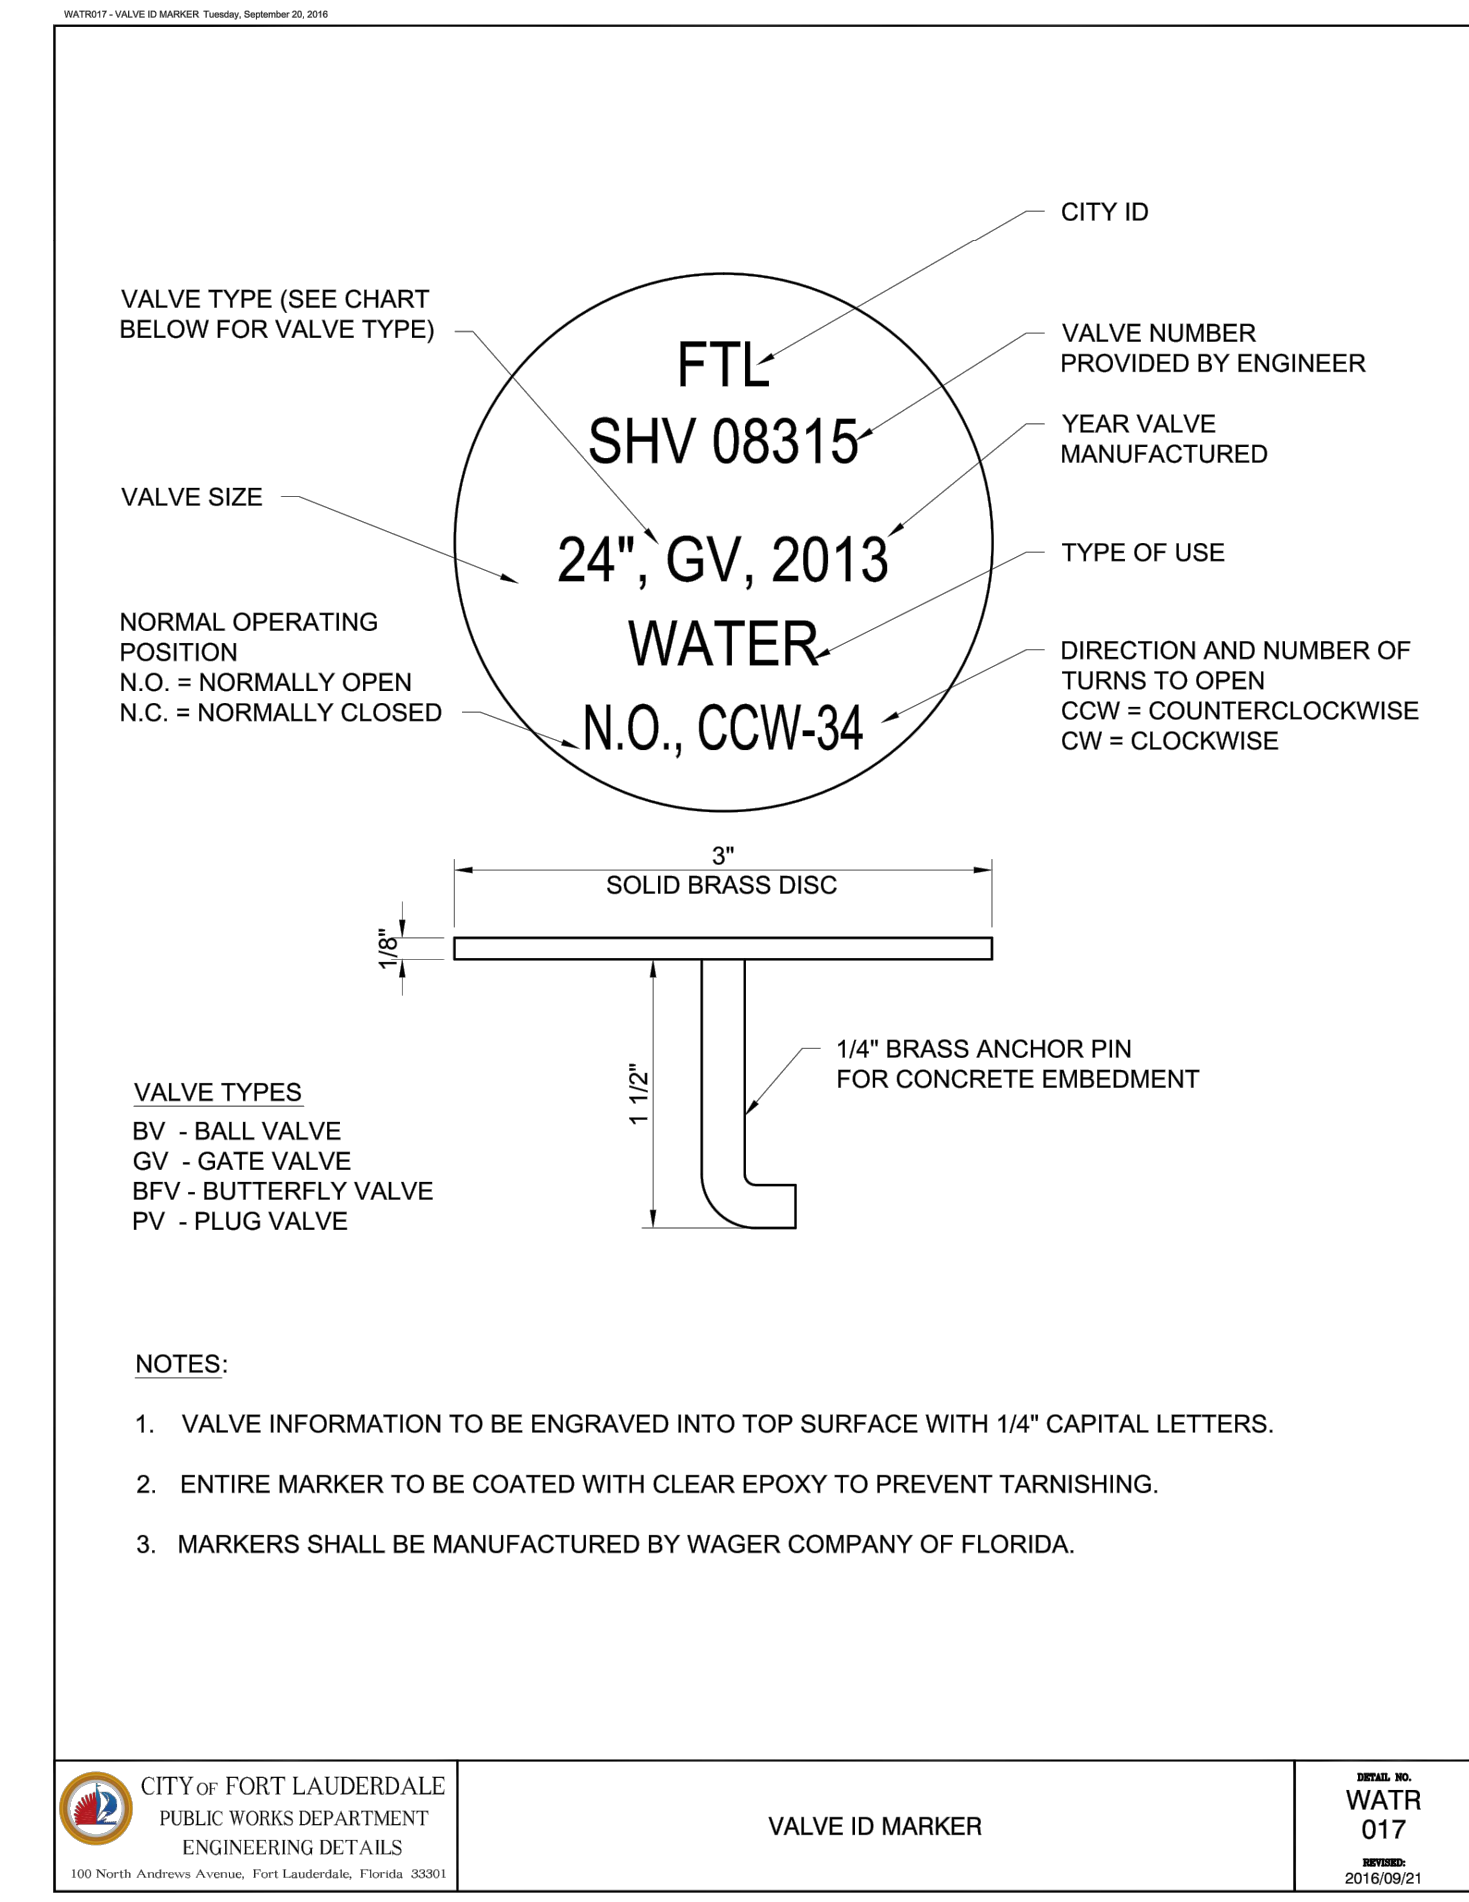 WATR017 - VALVE ID MARKER Tuesday, September 20, 2016
CITY ID
VALVE TYPE (SEE CHART
BELOW FOR VALVE TYPE)
VALVE NUMBER
PROVIDED BY ENGINEER
YEAR VALVE
MANUFACTURED
VALVE SIZE
TYPE OF USE
NORMAL OPERATING
POSITION
N.O. = NORMALLY OPEN
N.C. = NORMALLY CLOSED
DIRECTION AND NUMBER OF
TURNS TO OPEN
CCW = COUNTERCLOCKWISE
CW = CLOCKWISE
FTL
SHV 08315
24", GV, 2013
WATER
N.O., CCW-34
3"
SOLID BRASS DISC
1/8"
1 1/2"
1/4" BRASS ANCHOR PIN
FOR CONCRETE EMBEDMENT
VALVE TYPES
BV - BALL VALVE
GV - GATE VALVE
BFV - BUTTERFLY VALVE
PV - PLUG VALVE
NOTES:
1. VALVE INFORMATION TO BE ENGRAVED INTO TOP SURFACE WITH 1/4" CAPITAL LETTERS.
2. ENTIRE MARKER TO BE COATED WITH CLEAR EPOXY TO PREVENT TARNISHING.
3. MARKERS SHALL BE MANUFACTURED BY WAGER COMPANY OF FLORIDA.
CITY OF FORT LAUDERDALE
PUBLIC WORKS DEPARTMENT
ENGINEERING DETAILS
100 North Andrews Avenue, Fort Lauderdale, Florida 33301
VALVE ID MARKER
DETAIL NO.
WATR
017
REVISED:
2016/09/21